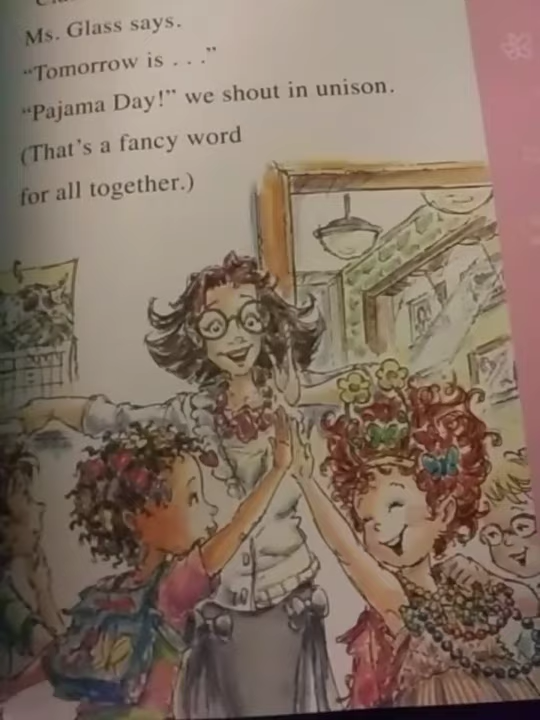 Ms. Glass says.
“Tomorrow is . . .”
“Pajama Day!” we shout in unison.
(That’s a fancy word
for all together.)